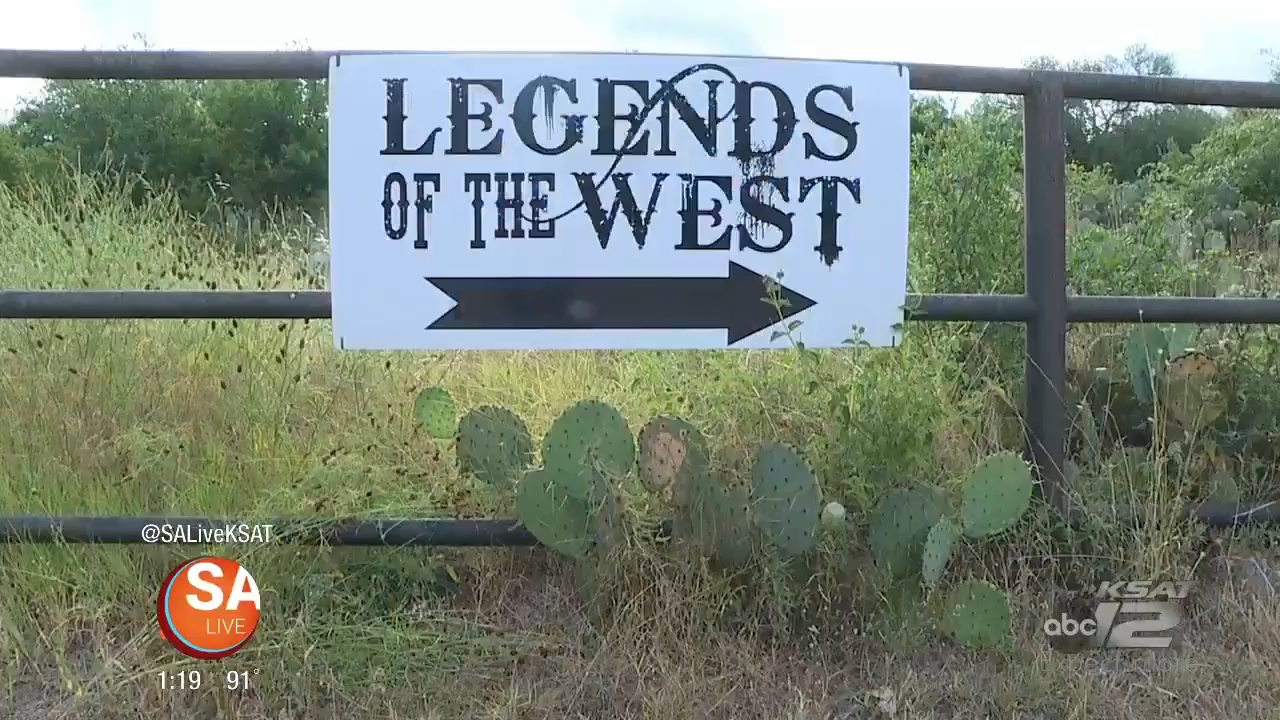 LEGENDS
OF THE WEST
@SALiveKSAT
SA
LIVE
1:19 91°
KSAT
abc 12